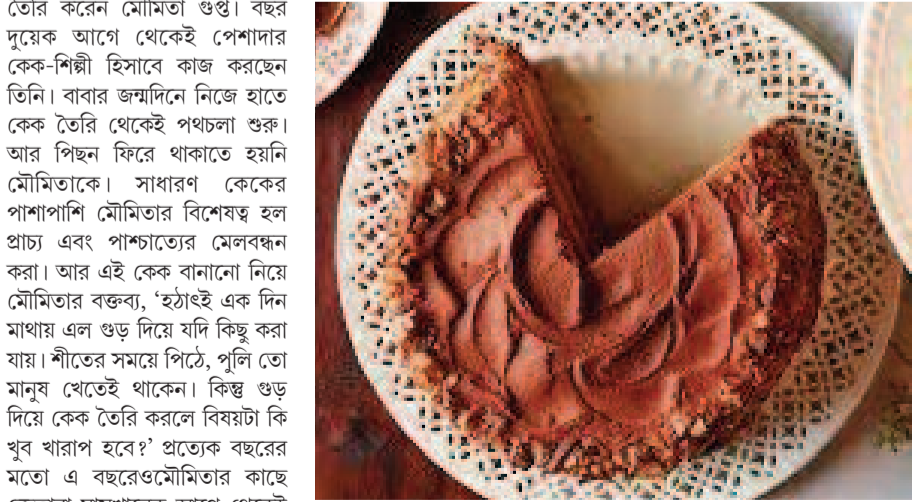 তৈরি করেন মৌমিতা গুপ্ত। বছর
দুয়েক আগে থেকেই পেশাদার
কেক-শিল্পী হিসাবে কাজ করছেন
তিনি। বাবার জন্মদিনে নিজে হাতে
কেক তৈরি থেকেই পথচলা শুরু।
আর পিছন ফিরে থাকাতে হয়নি
মৌমিতাকে। সাধারণ কেকের
পাশাপাশি মৌমিতার বিশেষত্ব হল
প্রাচ্য এবং পাশ্চাত্যের মেলবন্ধন
করা। আর এই কেক বানানো নিয়ে
মৌমিতার বক্তব্য, ‘হঠাৎই এক দিন
মাথায় এল গুড় দিয়ে যদি কিছু করা
যায়। শীতের সময়ে পিঠে, পুলি তো
মানুষ খেতেই থাকেন। কিন্তু গুড়
দিয়ে কেক তৈরি করলে বিষয়টা কি
খুব খারাপ হবে?’ প্রত্যেক বছরের
মতো এ বছরেওমৌমিতার কাছে